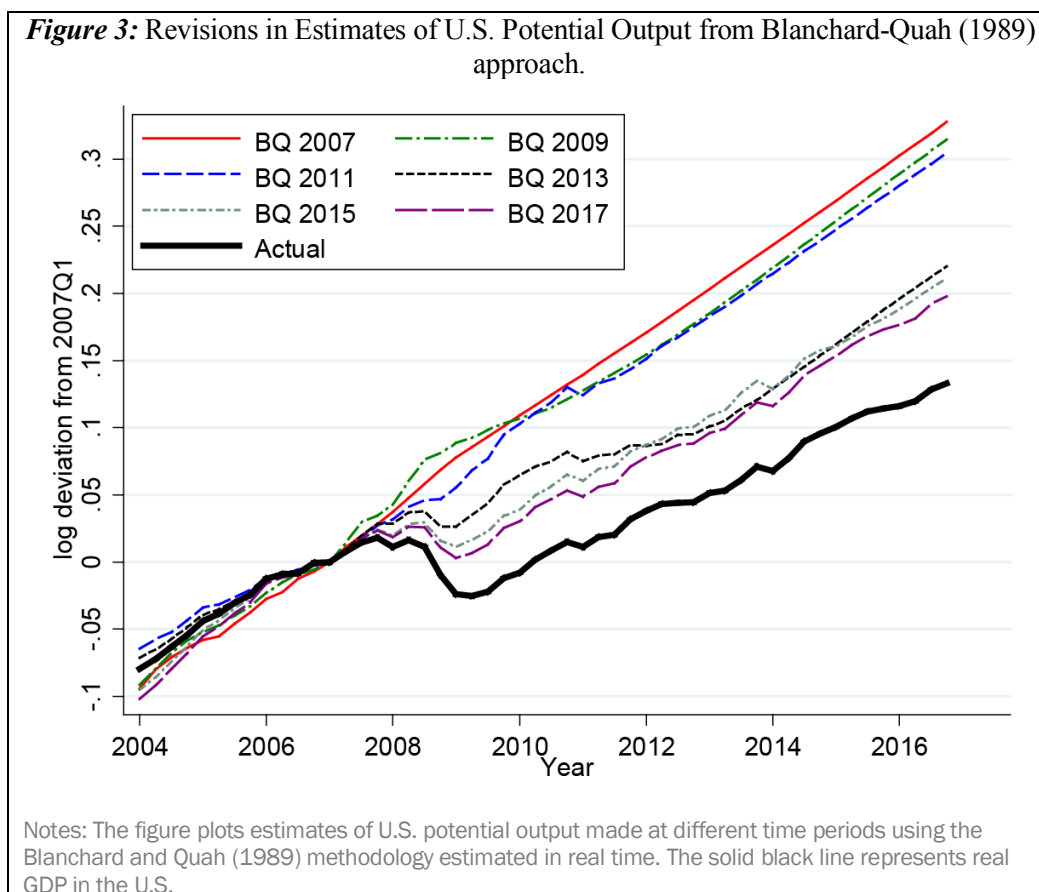 Figure 3: Revisions in Estimates of U.S. Potential Output from Blanchard-Quah (1989)
approach.
BQ 2007
BQ 2009
BQ 2011
BQ 2013
BQ 2015
BQ 2017
Actual
log deviation from 2007Q1
.3
.25
.2
.15
.1
.05
0
-.05
-.1
2004
2006
2008
2010
2012
2014
2016
Year
Notes: The figure plots estimates of U.S. potential output made at different time periods using the
Blanchard and Quah (1989) methodology estimated in real time. The solid black line represents real
GDP in the U.S.